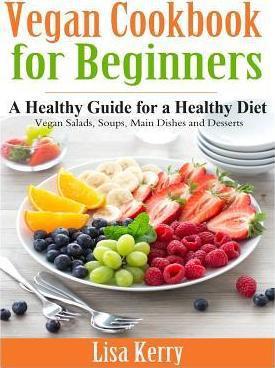 Vegan Cookbook
for Beginners
A Healthy Guide for a Healthy Diet
Vegan Salads, Soups, Main Dishes and Desserts
Lisa Kerry